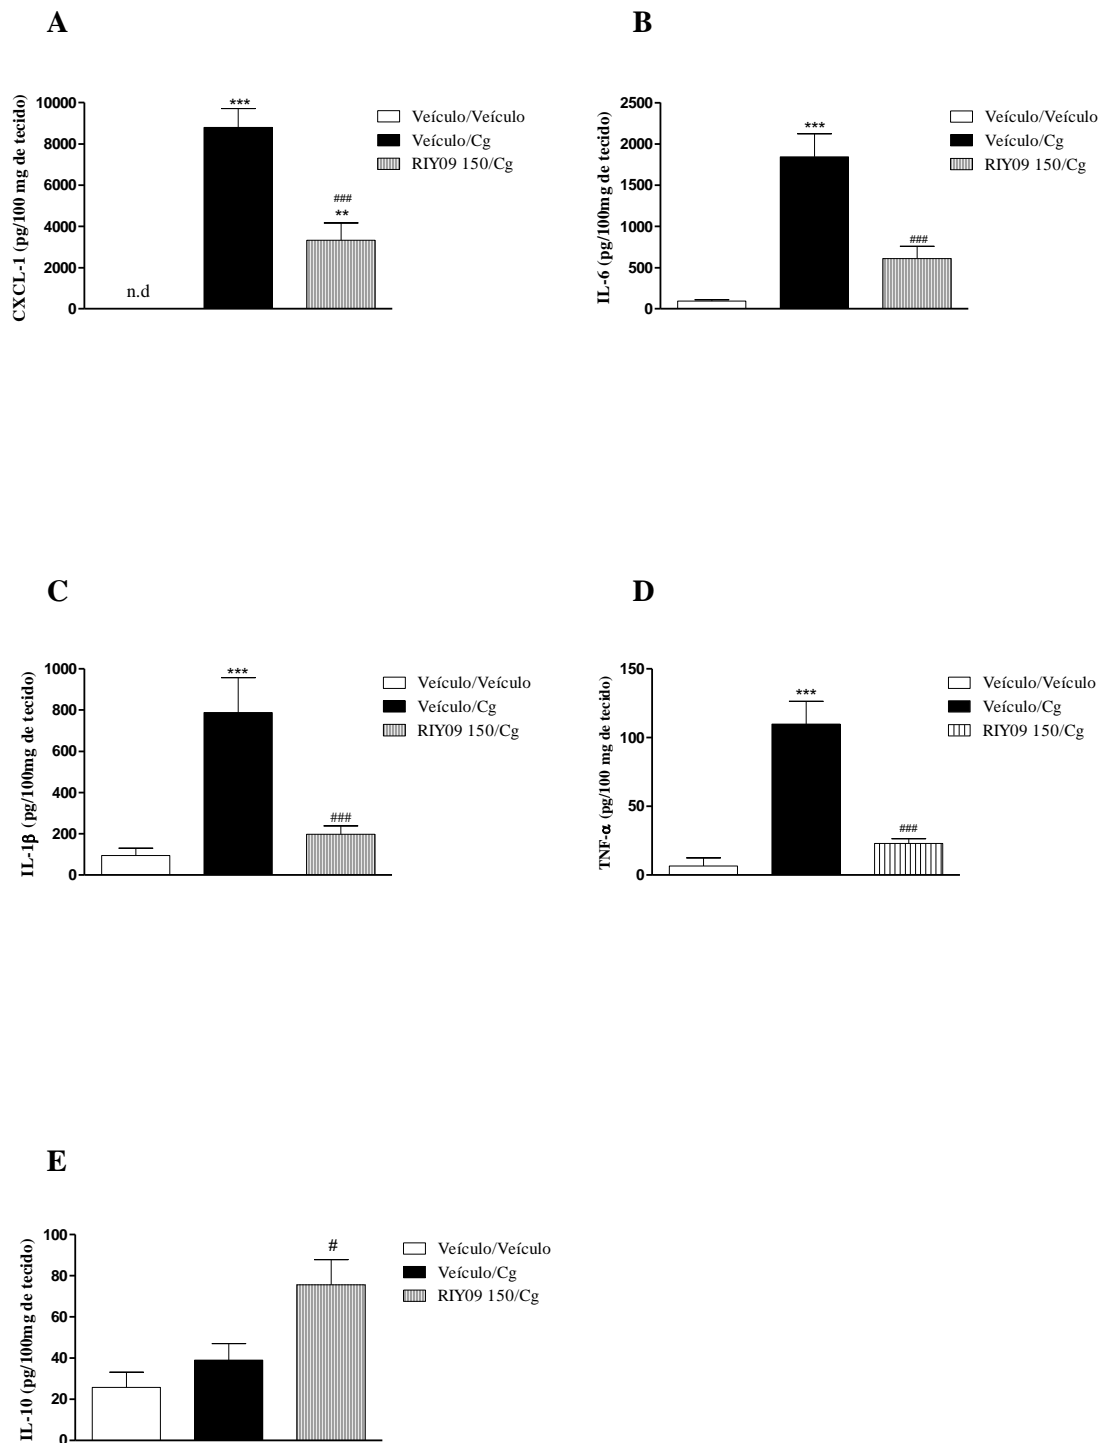 A
CXCL-1 (pg/100 mg de tecido)
10000
8000
6000
4000
2000
0
n.d
***
###
**
Veículo/Veículo
Veículo/Cg
RIY09 150/Cg
B
IL-6 (pg/100mg de tecido)
2500
2000
1500
1000
500
0
***
###
Veículo/Veículo
Veículo/Cg
RIY09 150/Cg
C
IL-1β (pg/100mg de tecido)
1000
800
600
400
200
0
***
###
Veículo/Veículo
Veículo/Cg
RIY09 150/Cg
D
TNF-α (pg/100 mg de tecido)
150
100
50
0
***
###
Veículo/Veículo
Veículo/Cg
RIY09 150/Cg
E
IL-10 (pg/100mg de tecido)
100
80
60
40
20
0
#
Veículo/Veículo
Veículo/Cg
RIY09 150/Cg